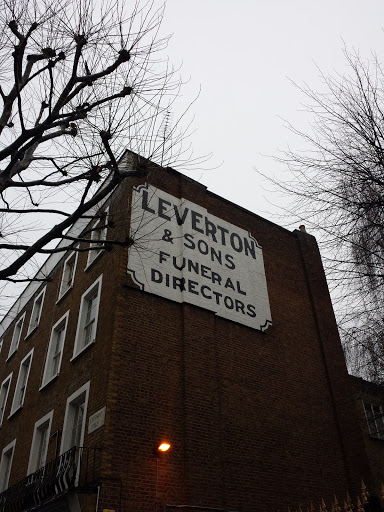 LEVERTON
& SONS
FUNERAL
DIRECTORS